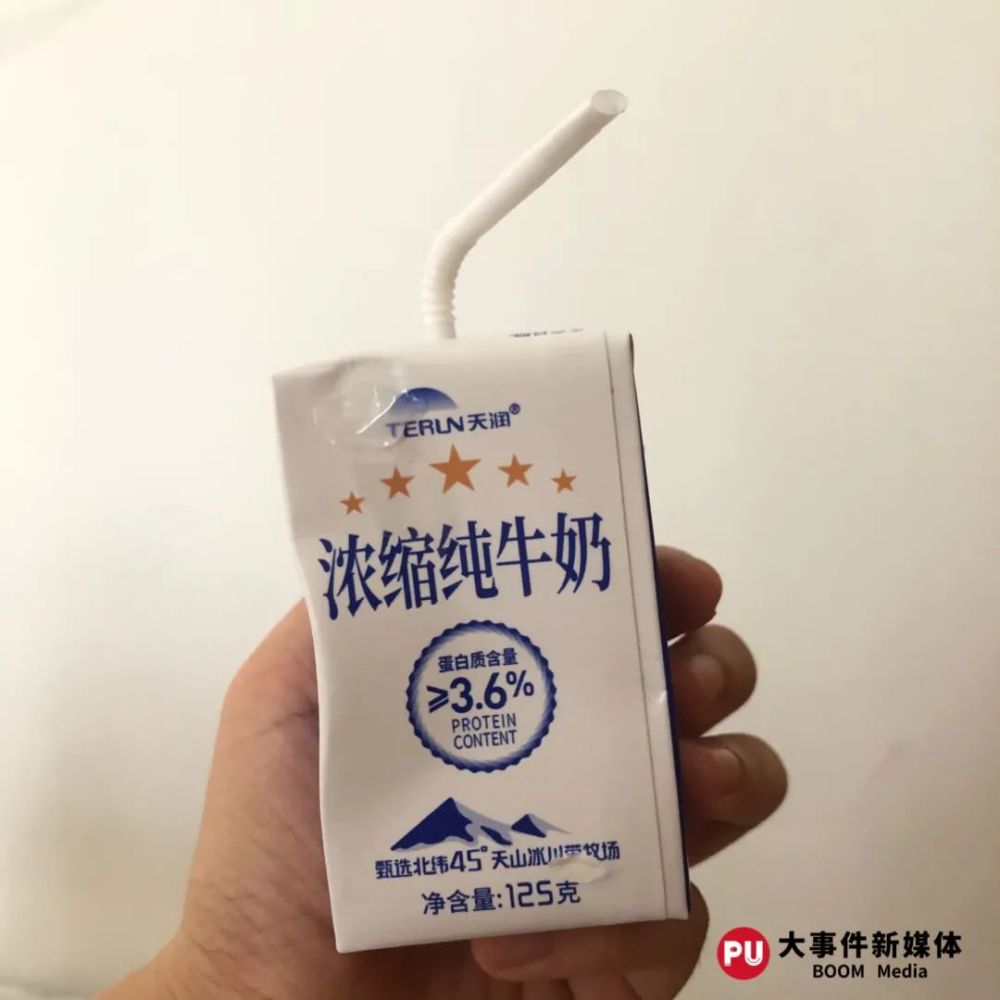 TERUN天润®
浓缩纯牛奶
蛋白质含量
≥3.6%
PROTEIN
CONTENT
甄选北纬45°天山冰川带牧场
净含量:125克
PU 大事件新媒体
BOOM Media